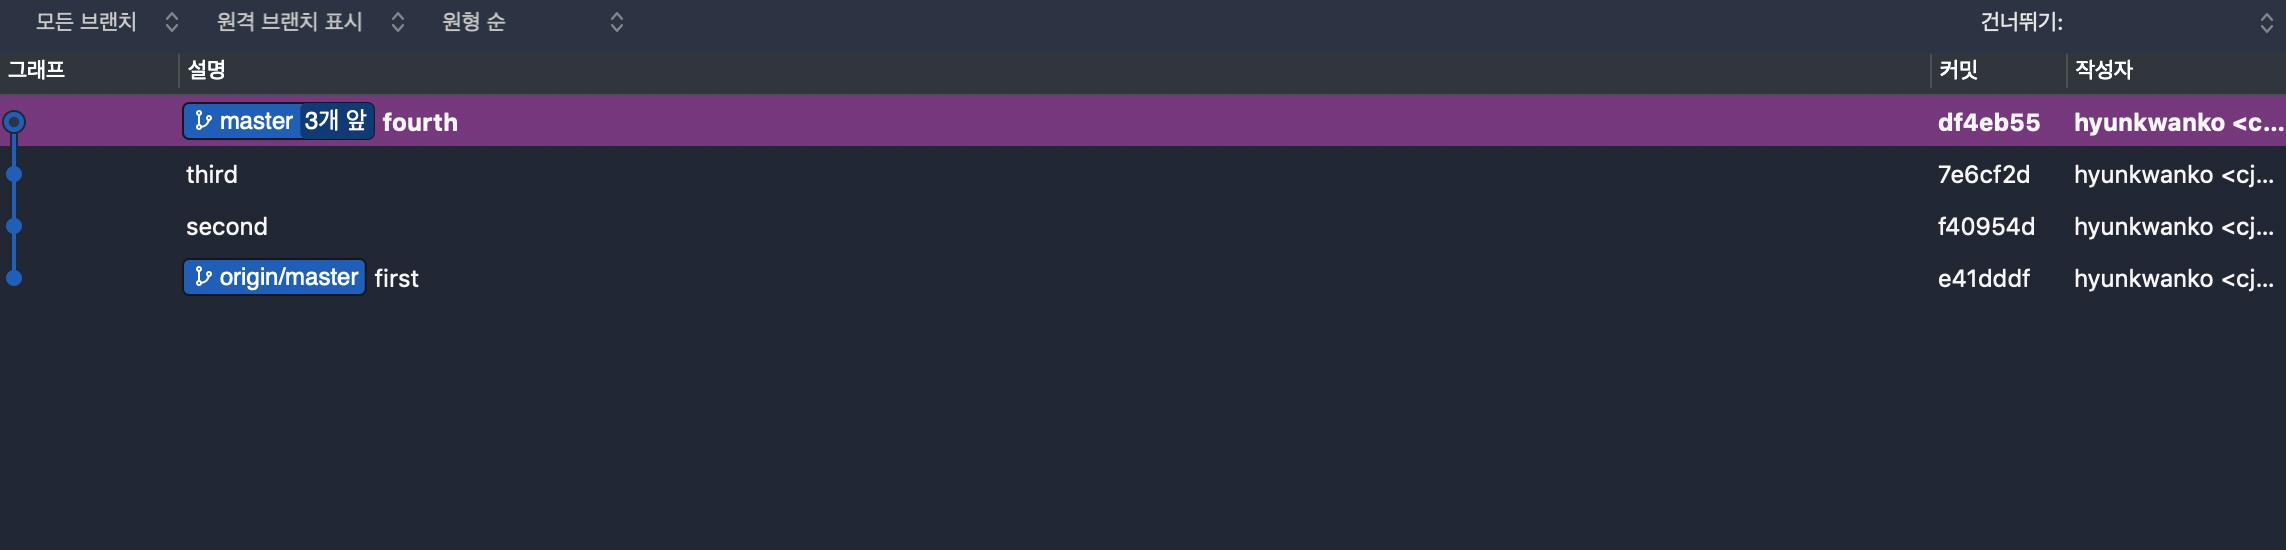 모든 브랜치 원격 브랜치 표시 원형 순 건너뛰기:
그래프 설명 커밋 작성자
master 3개 앞 fourth df4eb55 hyunkwanko <c...
third 7e6cf2d hyunkwanko <cj...
second f40954d hyunkwanko <cj...
origin/master first e41dddf hyunkwanko <cj...